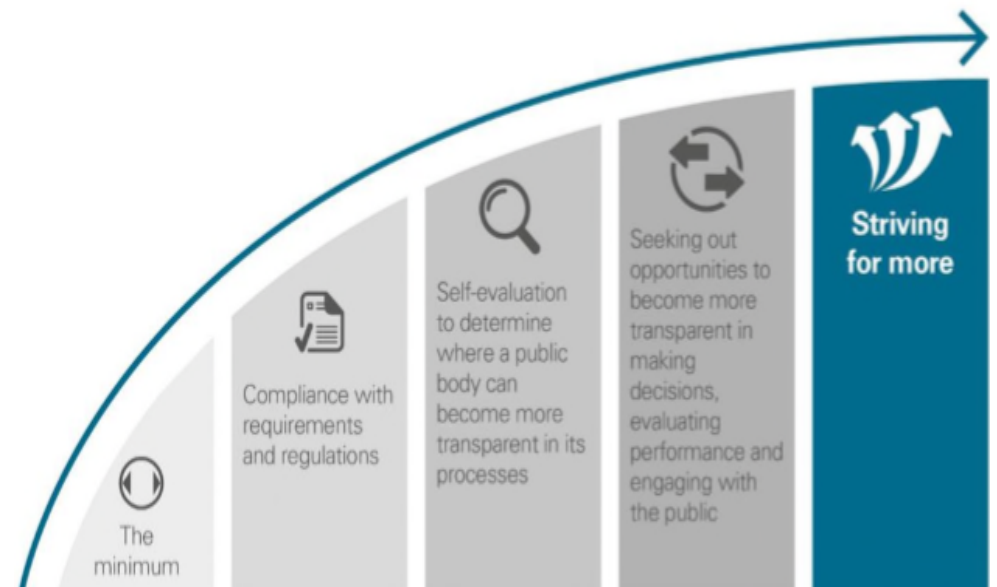 The
minimum
Compliance with
requirements
and regulations
Self-evaluation
to determine
where a public
body can
become more
transparent in its
processes
Seeking out
opportunities to
become more
transparent in
making
decisions,
evaluating
performance and
engaging with
the public
Striving
for more